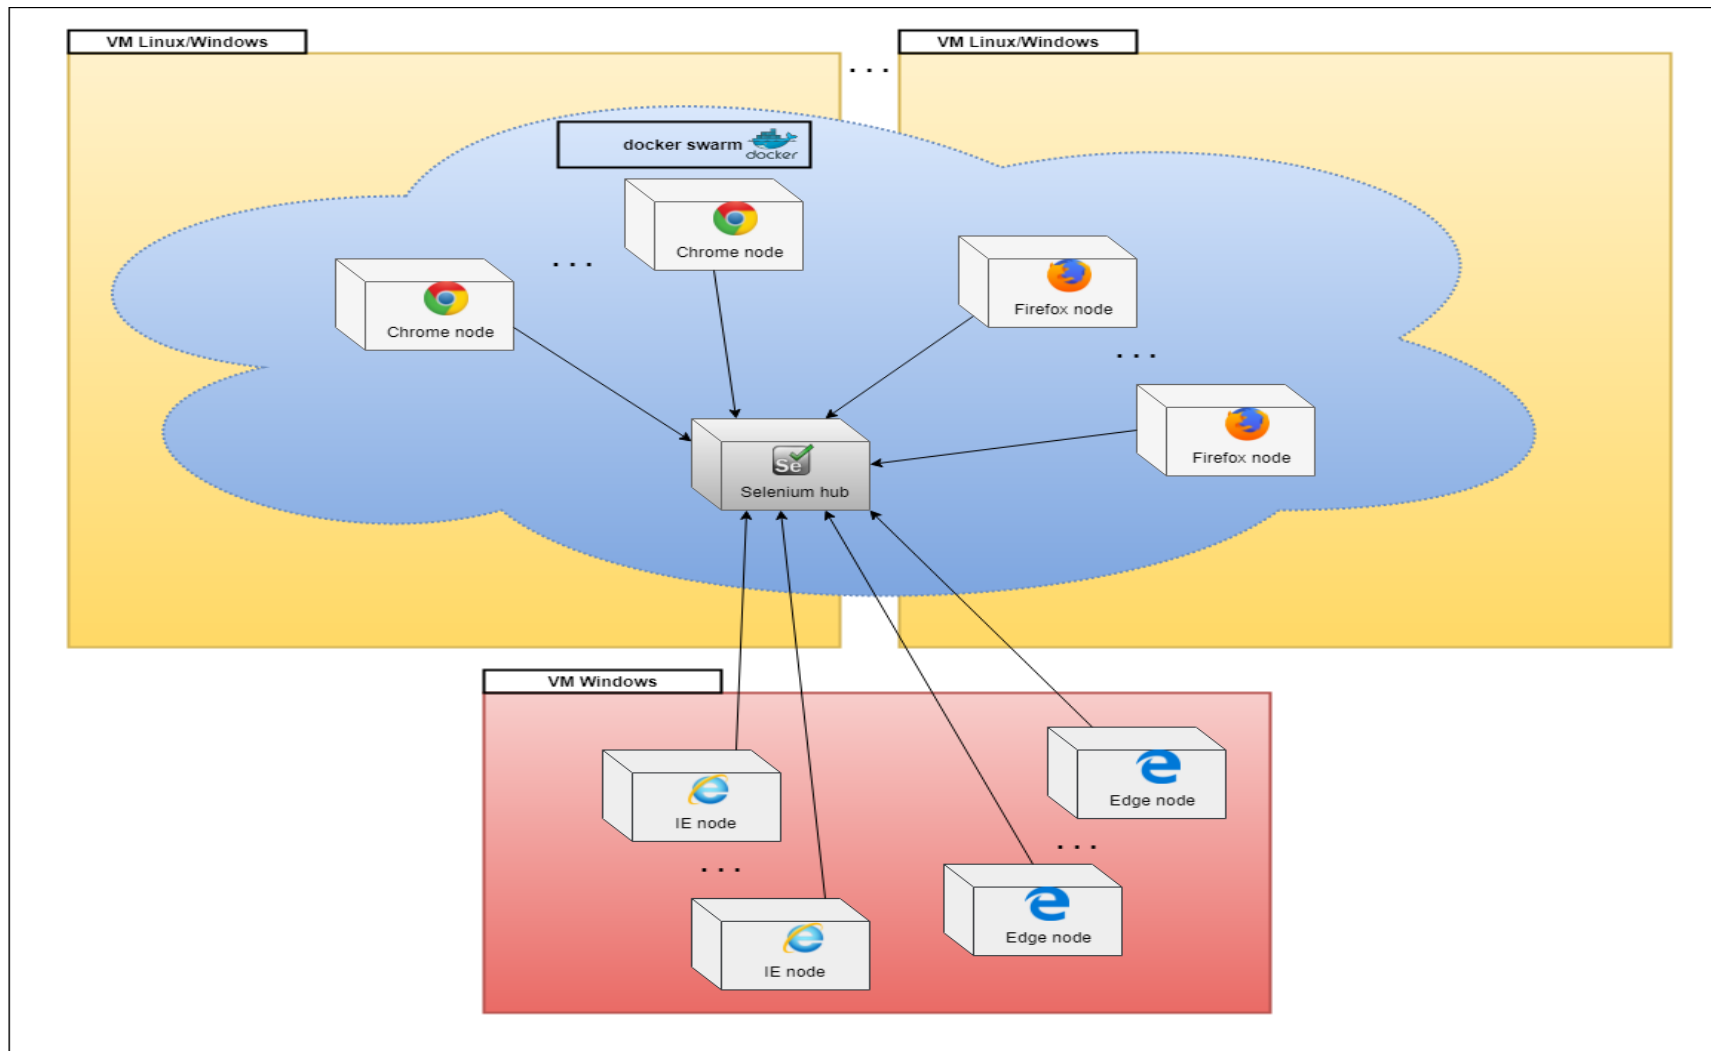 VM Linux/Windows
VM Linux/Windows
. . .
docker swarm
docker
Chrome node
. . .
Chrome node
Firefox node
. . .
Firefox node
Se
Selenium hub
VM Windows
Edge node
IE node
. . .
. . .
Edge node
IE node